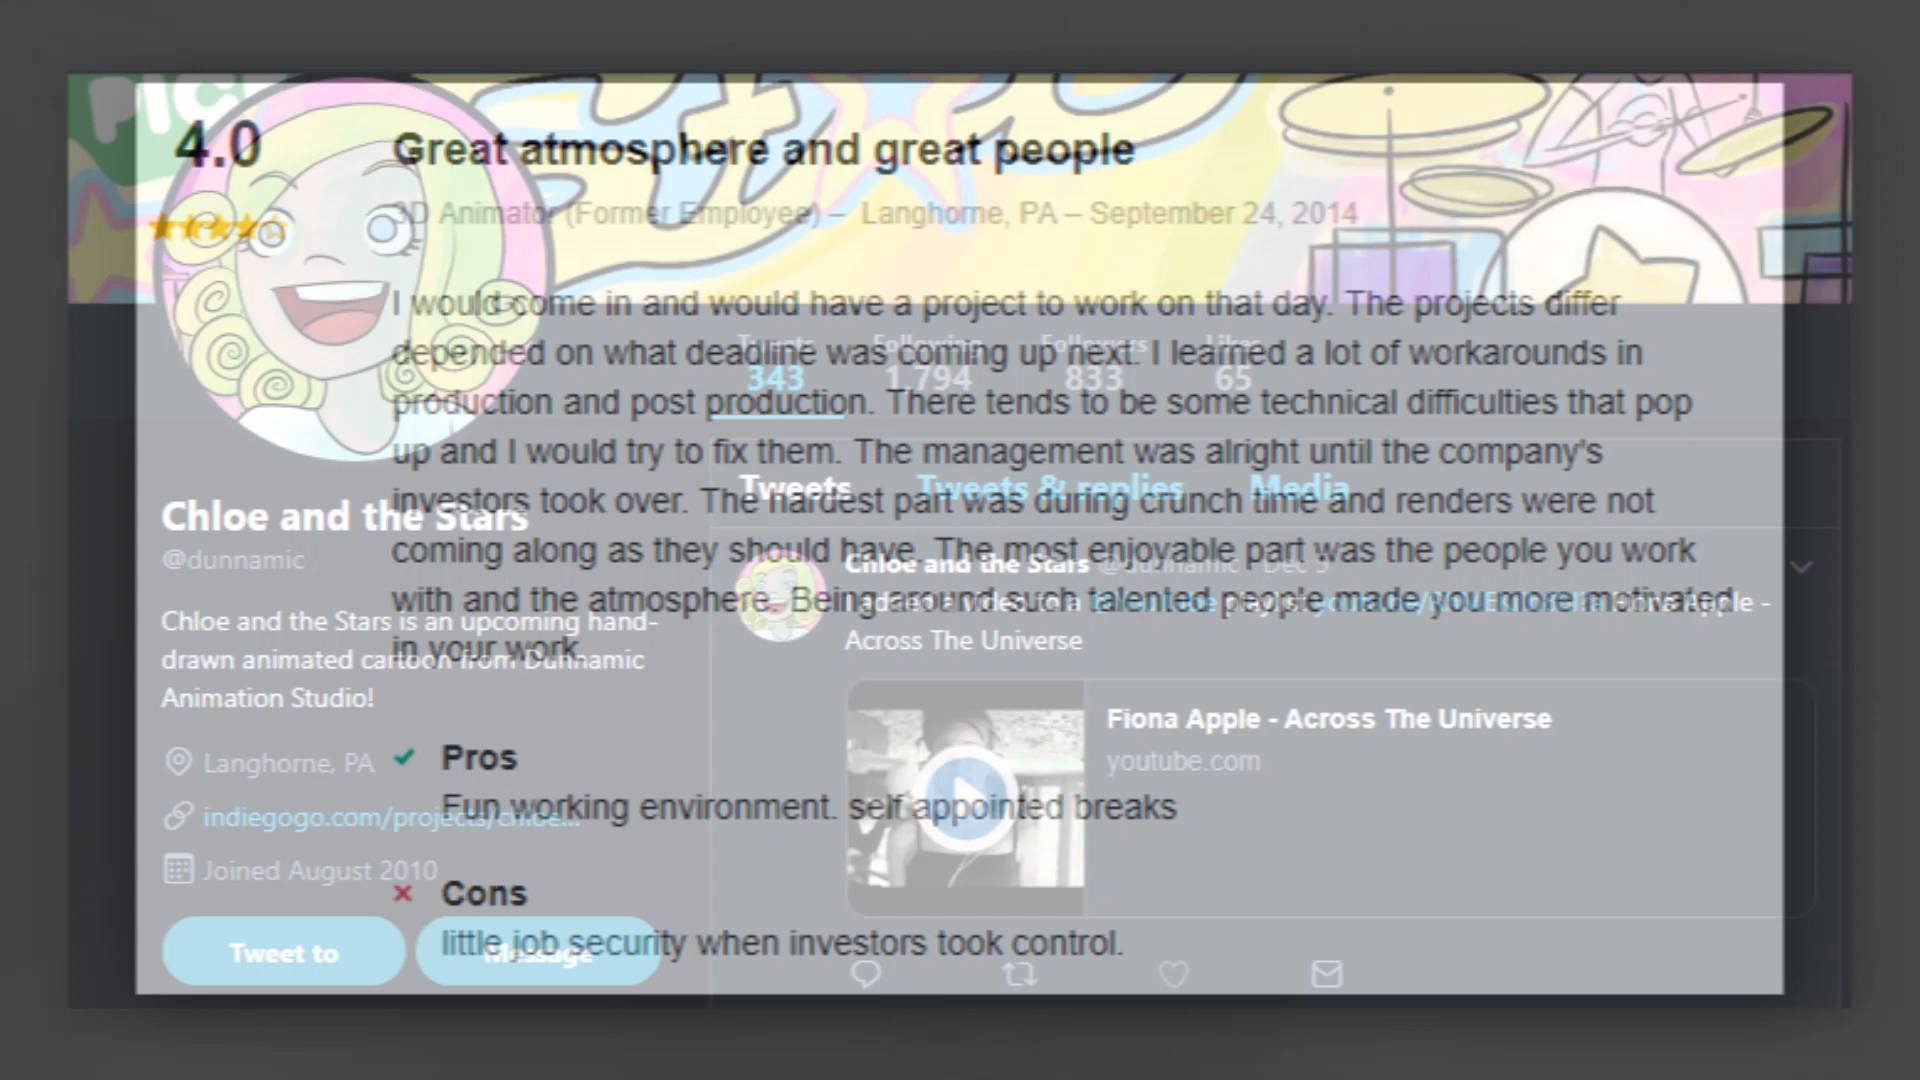 PIC
4.0
Great atmosphere and great people
3D Animator (Former Employee) – Langhorne, PA – September 24, 2014
I would come in and would have a project to work on that day. The projects differ
depended on what deadline was coming up next. I learned a lot of workarounds in
production and post production. There tends to be some technical difficulties that pop
up and I would try to fix them. The management was alright until the company's
investors took over. The hardest part was during crunch time and renders were not
coming along as they should have. The most enjoyable part was the people you work
with and the atmosphere. Being around such talented people made you more motivated
in your work.
Pros
Fun working environment. self appointed breaks
Cons
little job security when investors took control.
Tweets Following Followers Likes
343 1,794 833 65
Chloe and the Stars
@dunnamic
Chloe and the Stars is an upcoming hand-
drawn animated cartoon from Dunnamic
Animation Studio!
Langhorne, PA
indiegogo.com/projects/chloe...
Joined August 2010
Tweet to Message
Tweets Tweets & replies Media
Chloe and the Stars @dunnamic · Dec 5
Apple -
Across The Universe
Fiona Apple - Across The Universe
youtube.com